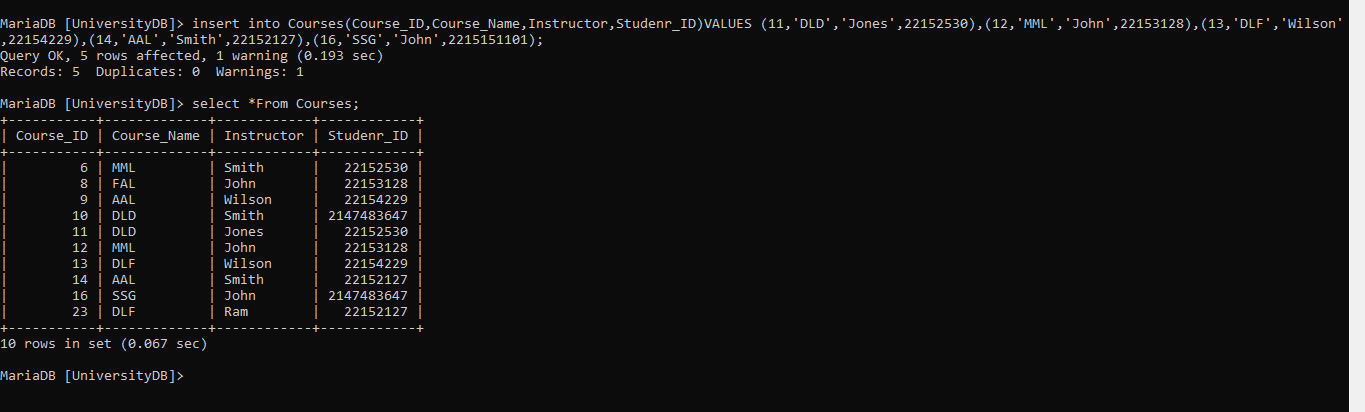 MariaDB [UniversityDB]> insert into Courses(Course_ID,Course_Name,Instructor,Studenr_ID)VALUES (11,'DLD','Jones',22152530),(12,'MML','John',22153128),(13,'DLF','Wilson'
,22154229),(14,'AAL','Smith',22152127),(16,'SSG','John',2215151101);
Query OK, 5 rows affected, 1 warning (0.193 sec)
Records: 5  Duplicates: 0  Warnings: 1
MariaDB [UniversityDB]> select *From Courses;
+-----------+-------------+------------+------------+
| Course_ID | Course_Name | Instructor | Studenr_ID |
+-----------+-------------+------------+------------+
|         6 | MML         | Smith      |   22152530 |
|         8 | FAL         | John       |   22153128 |
|         9 | AAL         | Wilson     |   22154229 |
|        10 | DLD         | Smith      | 2147483647 |
|        11 | DLD         | Jones      |   22152530 |
|        12 | MML         | John       |   22153128 |
|        13 | DLF         | Wilson     |   22154229 |
|        14 | AAL         | Smith      |   22152127 |
|        16 | SSG         | John       | 2147483647 |
|        23 | DLF         | Ram        |   22152127 |
+-----------+-------------+------------+------------+
10 rows in set (0.067 sec)
MariaDB [UniversityDB]>